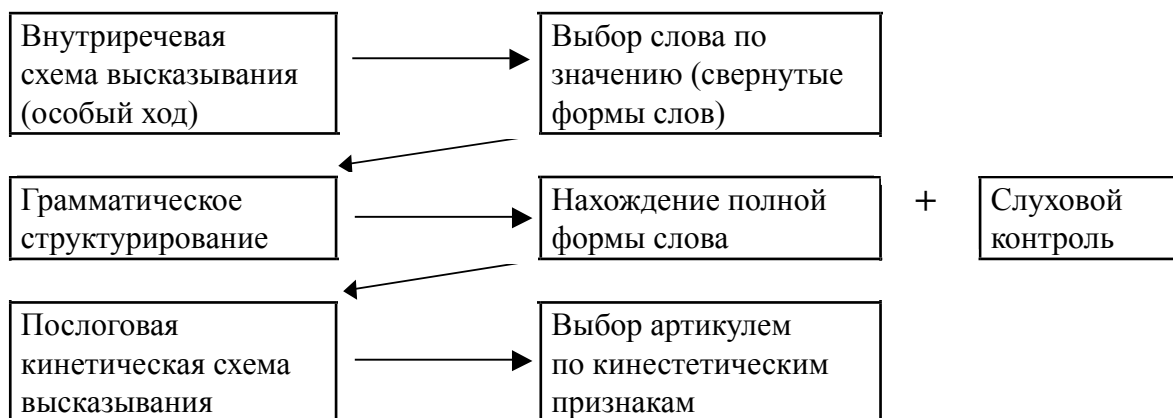 Внутриречевая
схема высказывания
(особый ход)
Выбор слова по
значению (свернутые
формы слов)
Грамматическое
структурирование
Нахождение полной
формы слова
+
Слуховой
контроль
Послоговая
кинетическая схема
высказывания
Выбор артикулем
по кинестетическим
признакам